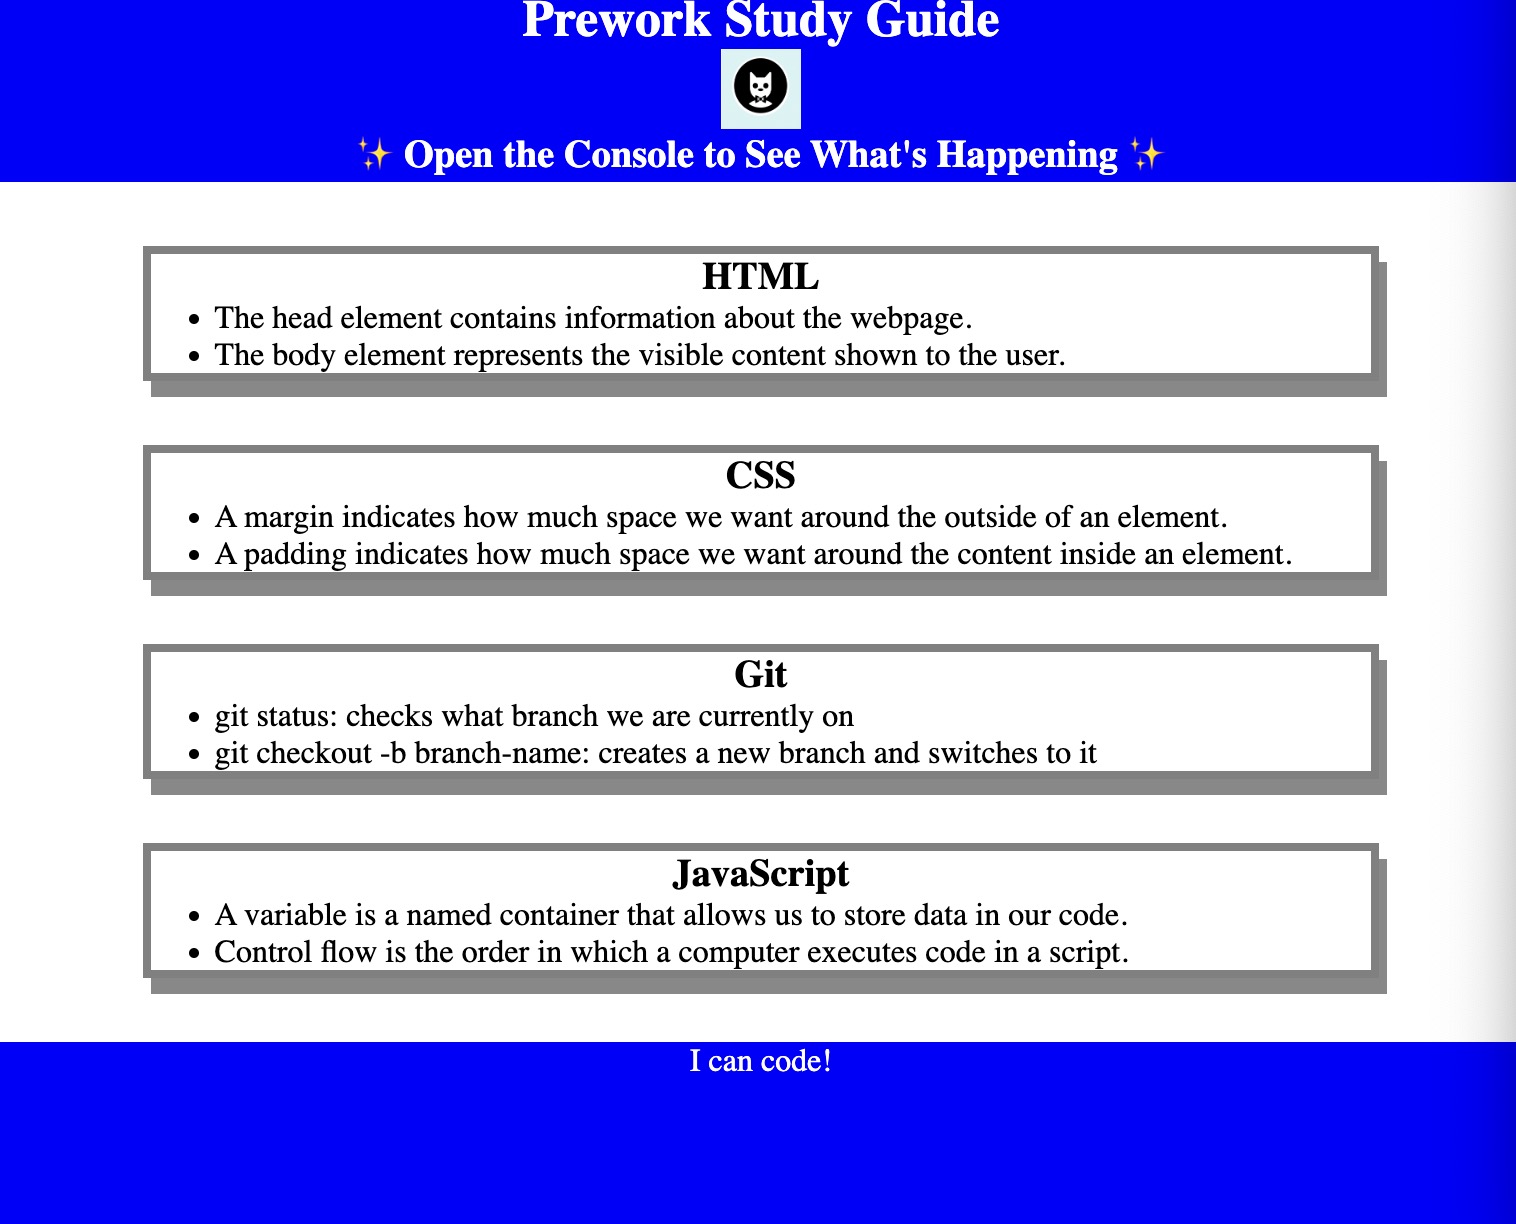 Prework Study Guide
✨ Open the Console to See What's Happening ✨
HTML
• The head element contains information about the webpage.
• The body element represents the visible content shown to the user.
CSS
• A margin indicates how much space we want around the outside of an element.
• A padding indicates how much space we want around the content inside an element.
Git
• git status: checks what branch we are currently on
• git checkout -b branch-name: creates a new branch and switches to it
JavaScript
• A variable is a named container that allows us to store data in our code.
• Control flow is the order in which a computer executes code in a script.
I can code!